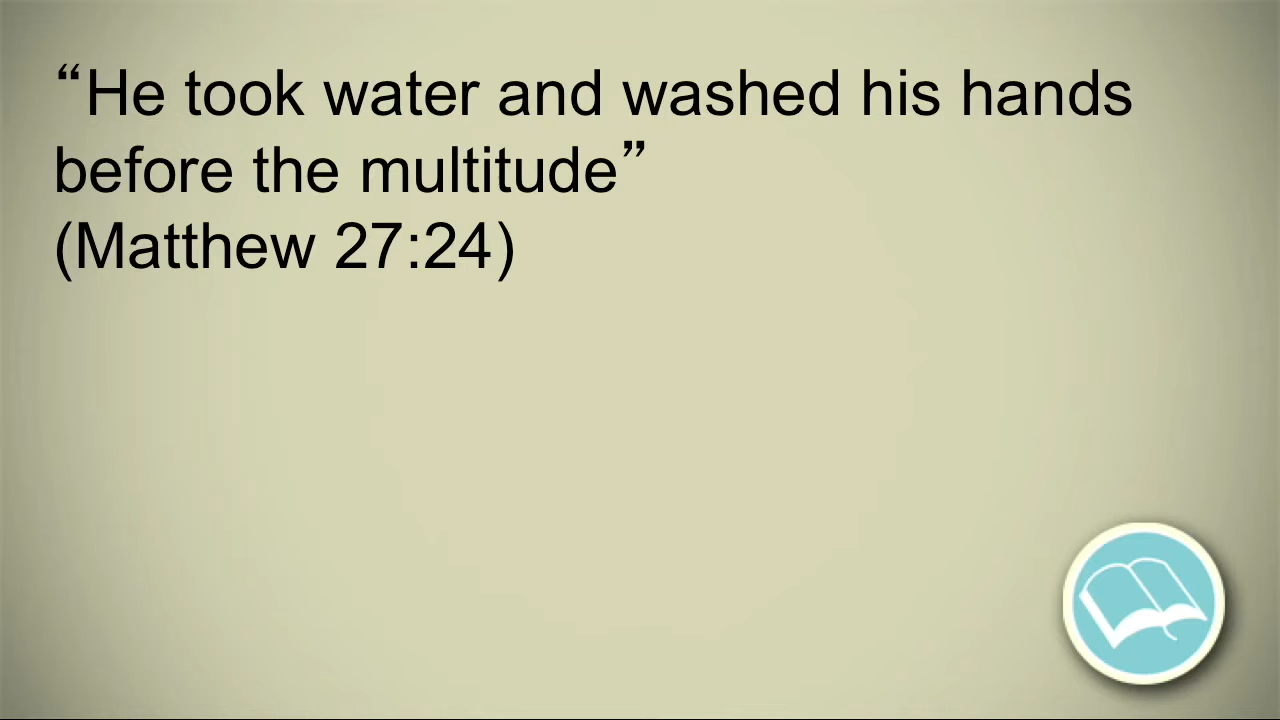 “He took water and washed his hands
before the multitude”
(Matthew 27:24)